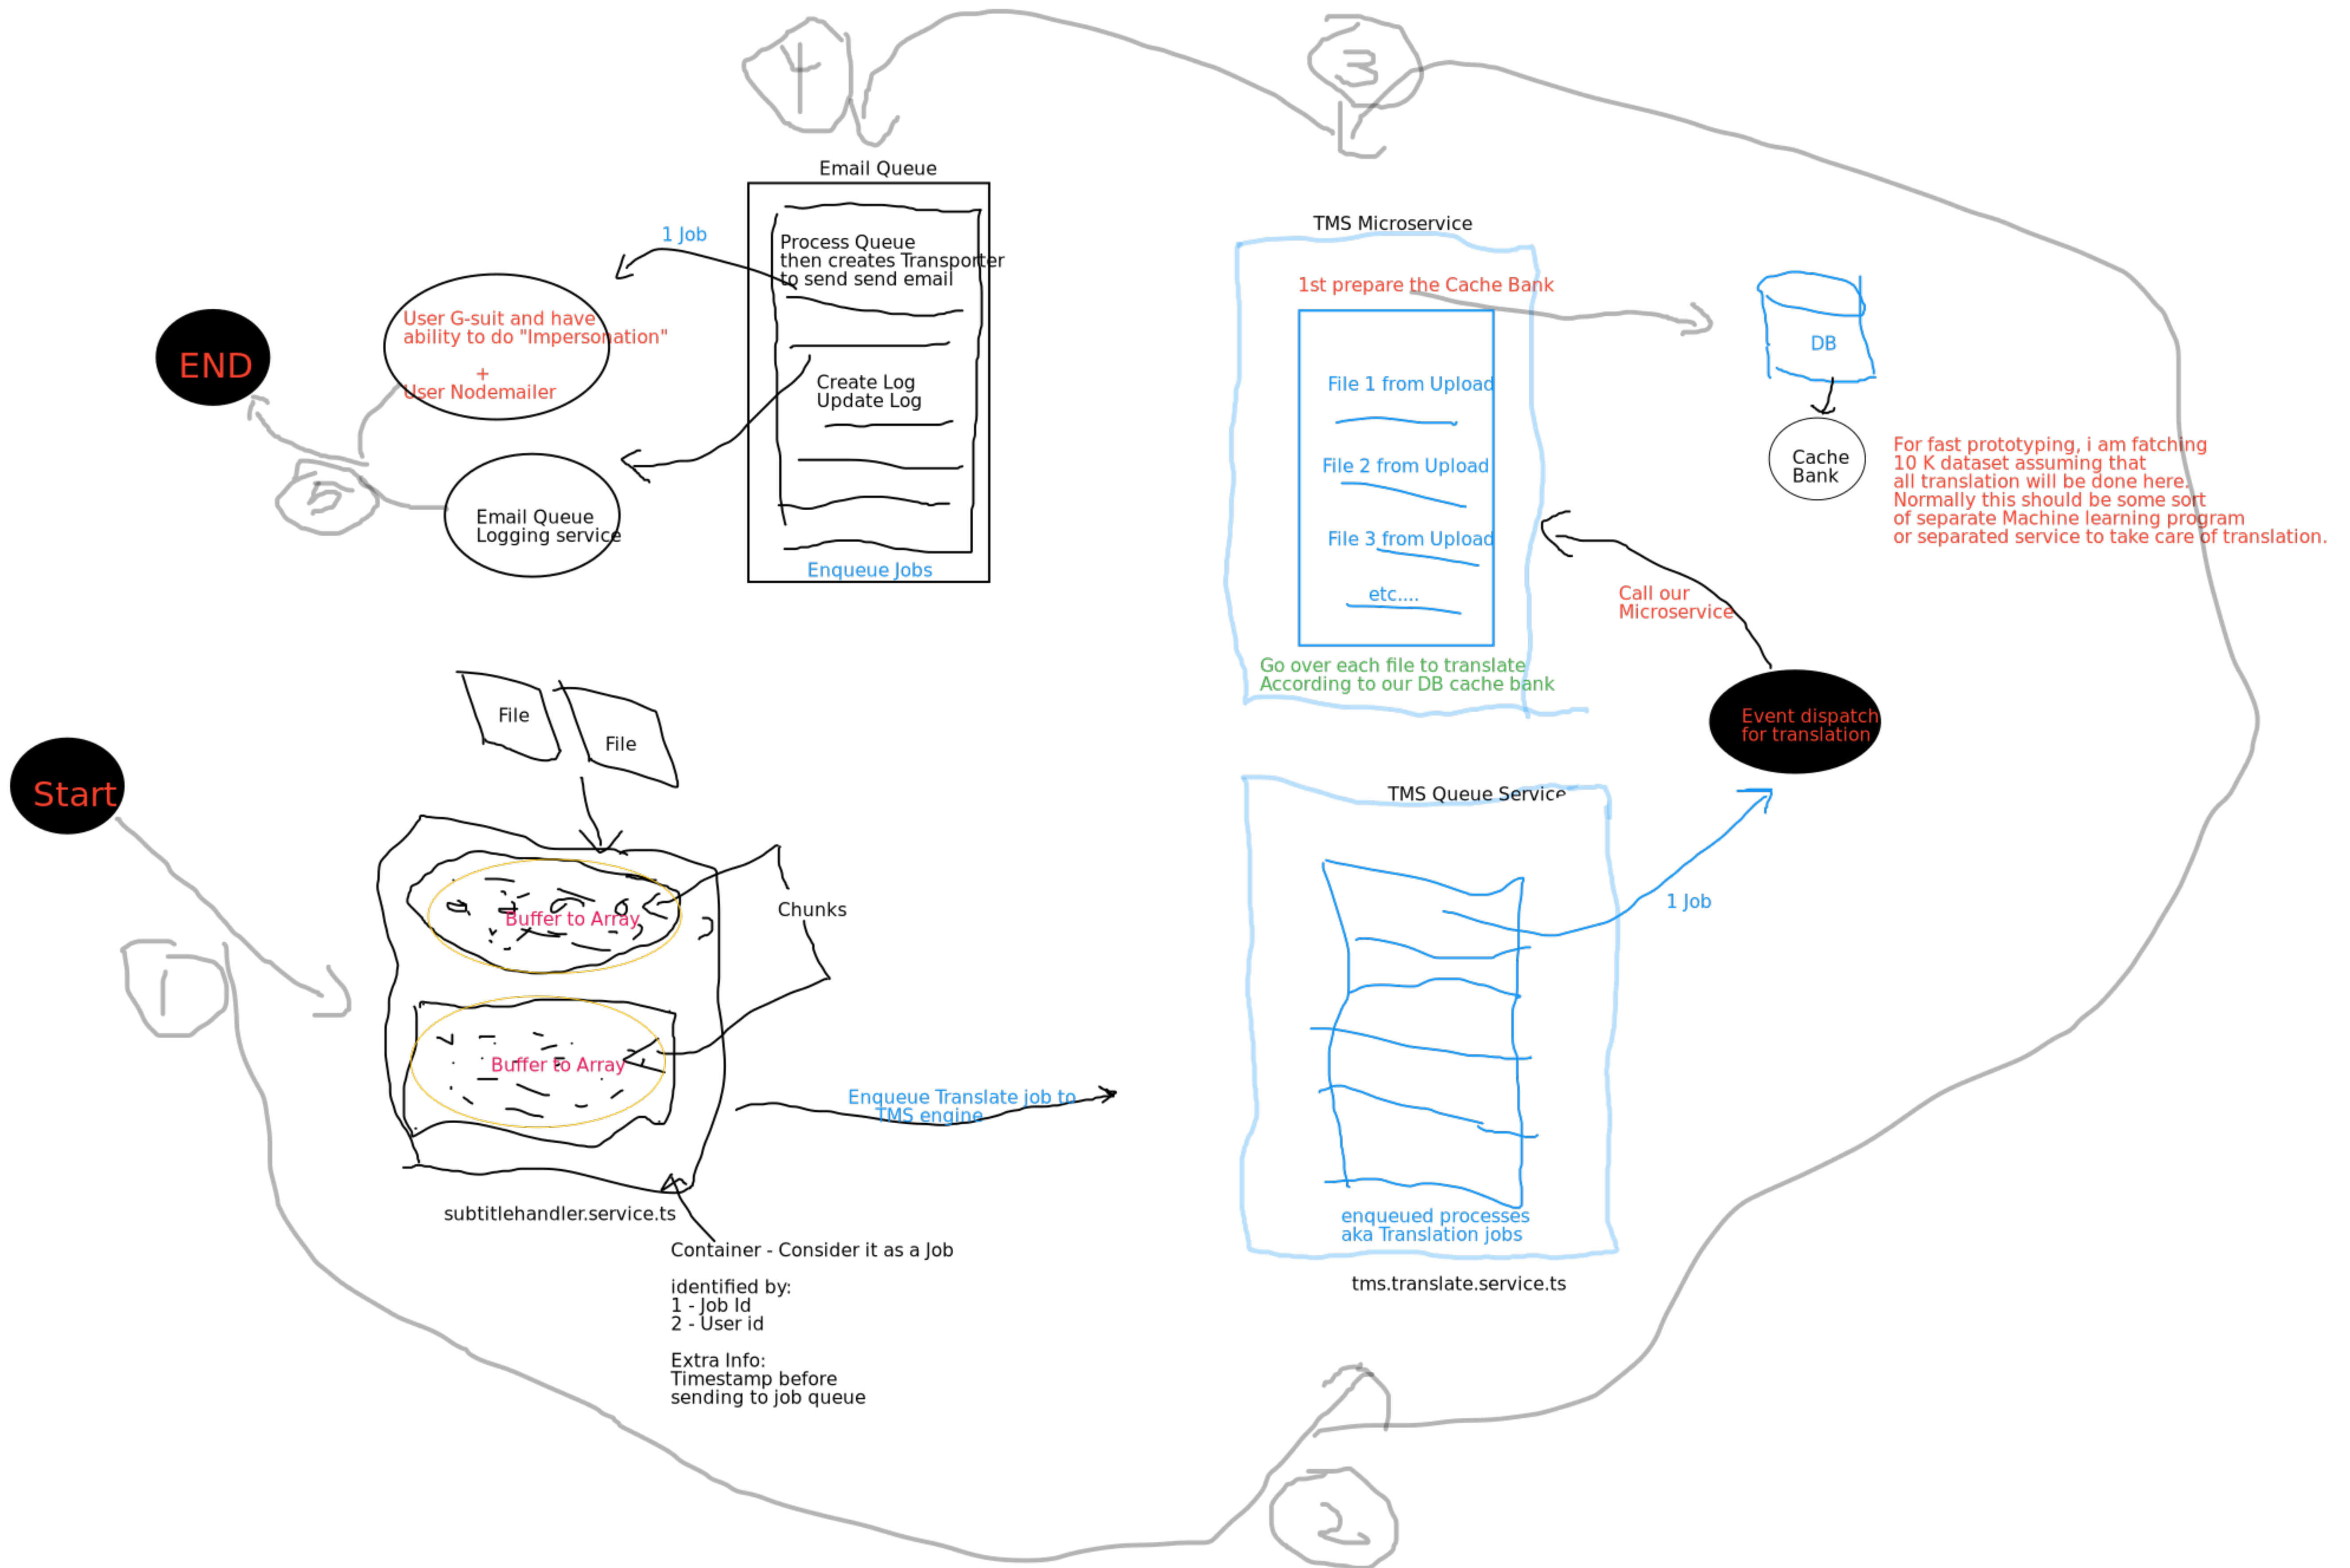 4
3
Email Queue
1 Job
Process Queue
then creates Transporter
to send send email
Create Log
Update Log
Enqueue Jobs
User G-suit and have
ability to do "Impersonation"
+
User Nodemailer
END
5
Email Queue
Logging service
TMS Microservice
1st prepare the Cache Bank
File 1 from Upload
File 2 from Upload
File 3 from Upload
etc....
Go over each file to translate
According to our DB cache bank
DB
Cache
Bank
For fast prototyping, i am fatching
10 K dataset assuming that
all translation will be done here.
Normally this should be some sort
of separate Machine learning program
or separated service to take care of translation.
Call our
Microservice
Event dispatch
for translation
Start
1
File
File
Buffer to Array
Chunks
Buffer to Array
subtitlehandler.service.ts
Container - Consider it as a Job
identified by:
1 - Job Id
2 - User id
Extra Info:
Timestamp before
sending to job queue
Enqueue Translate job to
TMS engine
TMS Queue Service
1 Job
enqueued processes
aka Translation jobs
tms.translate.service.ts
2